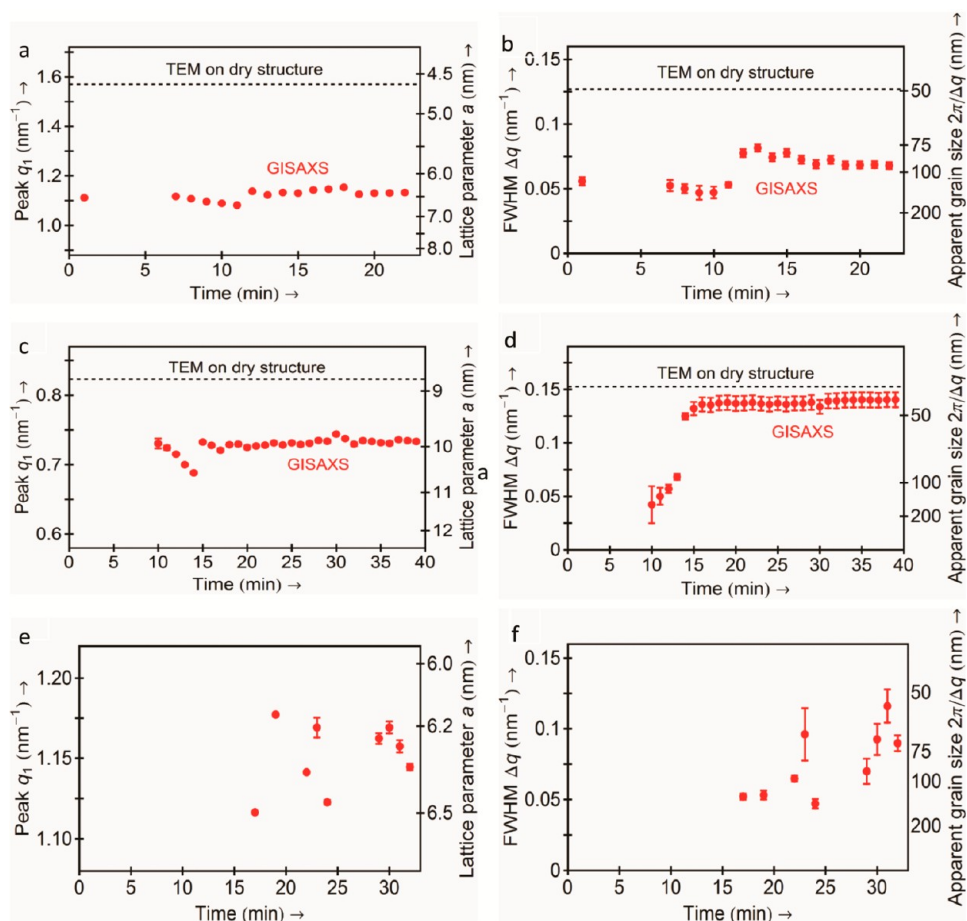 a
TEM on dry structure
GISAXS
Peak q₁ (nm⁻¹) →
1.6
1.4
1.2
1.0
4.5
5.0
6.0
7.0
8.0
Lattice parameter a (nm) →
0 5 10 15 20
Time (min) →
b
TEM on dry structure
GISAXS
FWHM Δq (nm⁻¹) →
0.15
0.1
0.05
0
50
75
100
200
Apparent grain size 2π/Δq (nm) →
0 5 10 15 20
Time (min) →
c
TEM on dry structure
GISAXS
Peak q₁ (nm⁻¹) →
0.8
0.7
0.6
9
10
11
12
Lattice parameter a (nm) →
a
0 5 10 15 20 25 30 35 40
Time (min) →
d
TEM on dry structure
GISAXS
FWHM Δq (nm⁻¹) →
0.15
0.1
0.05
0
50
100
200
Apparent grain size 2π/Δq (nm) →
0 5 10 15 20 25 30 35 40
Time (min) →
e
Peak q₁ (nm⁻¹) →
1.20
1.15
1.10
6.0
6.2
6.5
Lattice parameter a (nm) →
0 5 10 15 20 25 30
Time (min) →
f
FWHM Δq (nm⁻¹) →
0.15
0.1
0.05
0
50
75
100
200
Apparent grain size 2π/Δq (nm) →
0 5 10 15 20 25 30
Time (min) →